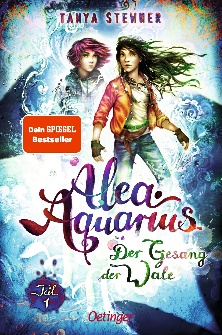 TANYA STEWNER
Dein SPIEGEL
Bestseller
Alea
Aquarius
Der Gesang
der Wale
Teil
1
Oetinger